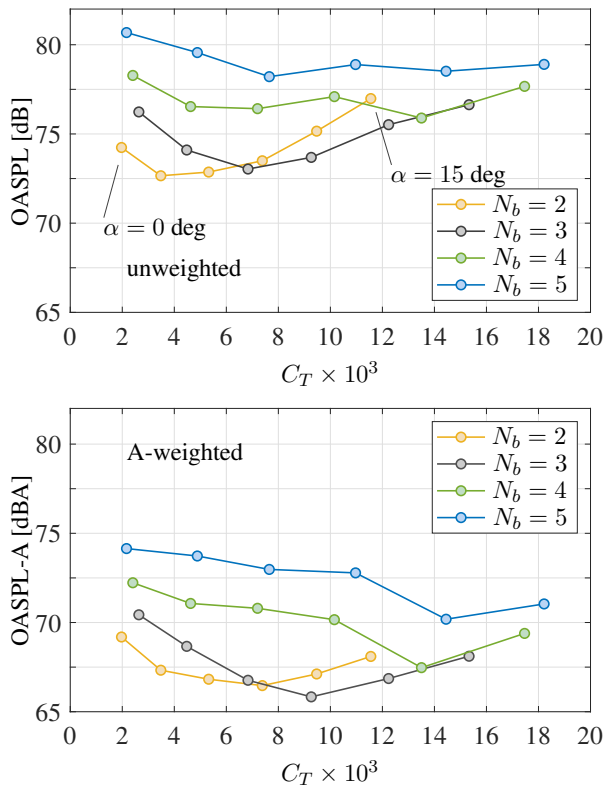 80
75
70
65
OASPL [dB]
α = 0 deg
α = 15 deg
unweighted
N_b = 2
N_b = 3
N_b = 4
N_b = 5
0 2 4 6 8 10 12 14 16 18 20
C_T × 10^3
80
75
70
65
OASPL-A [dBA]
A-weighted
N_b = 2
N_b = 3
N_b = 4
N_b = 5
0 2 4 6 8 10 12 14 16 18 20
C_T × 10^3